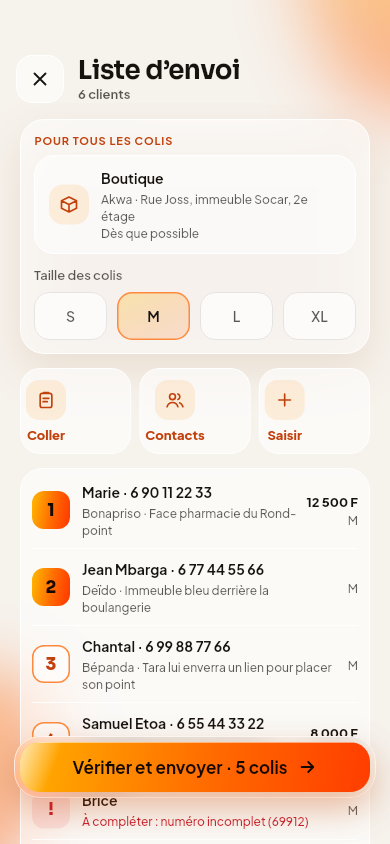 Liste d’envoi
6 clients
POUR TOUS LES COLIS
Boutique
Akwa · Rue Joss, immeuble Socar, 2e
étage
Dès que possible
Taille des colis
S
M
L
XL
Coller
Contacts
Saisir
1
Marie · 6 90 11 22 33
12 500 F
Bonapriso · Face pharmacie du Rond-
point
M
2
Jean Mbarga · 6 77 44 55 66
Deïdo · Immeuble bleu derrière la
boulangerie
M
3
Chantal · 6 99 88 77 66
Bépanda · Tara lui enverra un lien pour placer
son point
M
Samuel Etoa · 6 55 44 33 22
8 000 F
Vérifier et envoyer · 5 colis →
!
Brice
À compléter : numéro incomplet (69912)
M